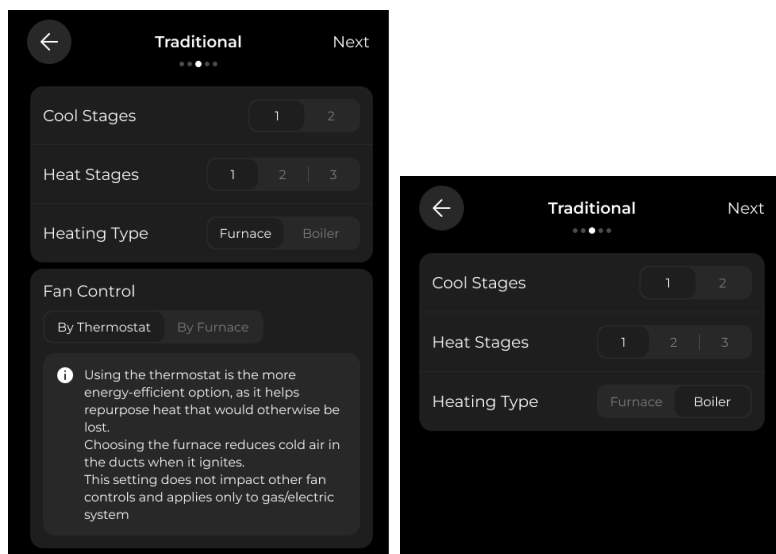 Traditional
Next
Cool Stages
1
2
Heat Stages
1
2
3
Heating Type
Furnace
Boiler
Fan Control
By Thermostat
By Furnace
Using the thermostat is the more
energy-efficient option, as it helps
repurpose heat that would otherwise be
lost.
Choosing the furnace reduces cold air in
the ducts when it ignites.
This setting does not impact other fan
controls and applies only to gas/electric
system
Traditional
Next
Cool Stages
1
2
Heat Stages
1
2
3
Heating Type
Furnace
Boiler